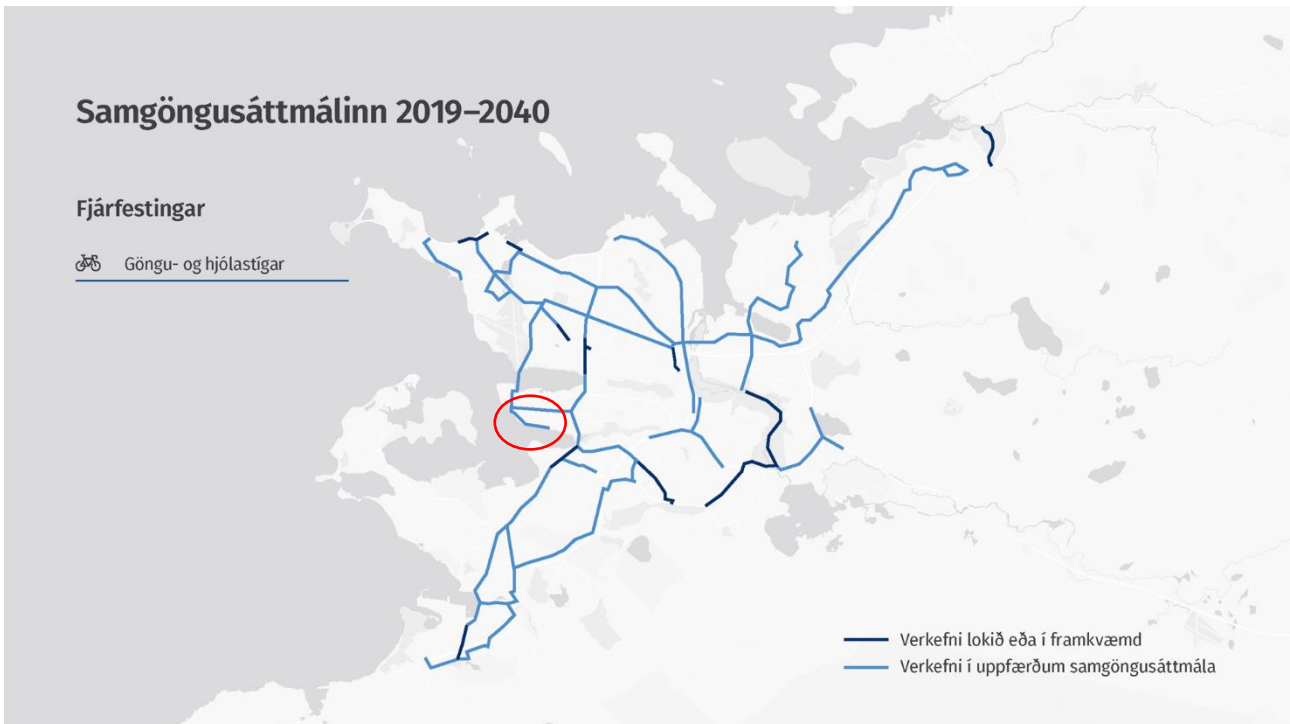 Samgöngusáttmálinn 2019–2040
Fjárfestingar
Göngu- og hjólastígar
Verkefni lokið eða í framkvæmd
Verkefni í uppfærðum samgöngusáttmála